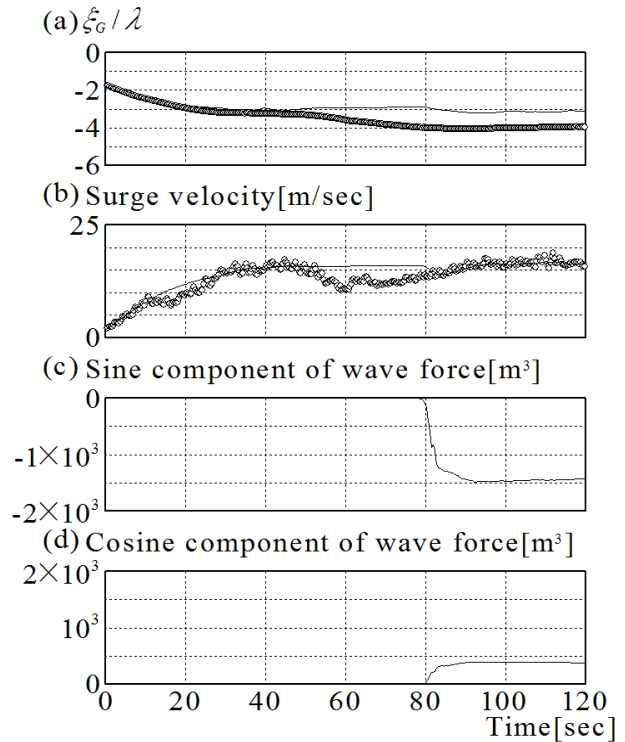 (a) ξG/λ
0
-2
-4
-6
(b) Surge velocity[m/sec]
25
0
(c) Sine component of wave force[m³]
0
-1×10³
-2×10³
(d) Cosine component of wave force[m³]
2×10³
10³
0
0 20 40 60 80 100 120
Time[sec]